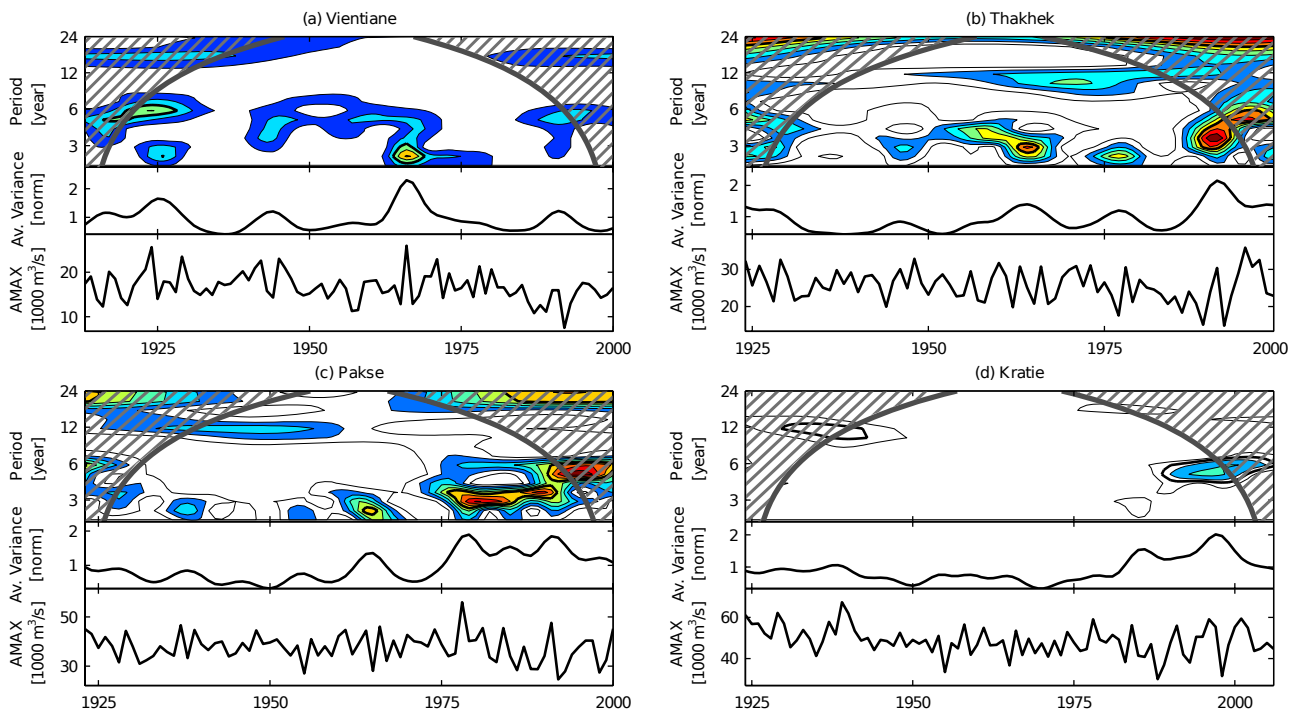 (a) Vientiane
24
12
6
3
Period
[year]
2
1
Av. Variance
[norm]
20
10
AMAX
[1000 m³/s]
1925 1950 1975 2000
(b) Thakhek
24
12
6
3
Period
[year]
2
1
Av. Variance
[norm]
30
20
AMAX
[1000 m³/s]
1925 1950 1975 2000
(c) Pakse
24
12
6
3
Period
[year]
2
1
Av. Variance
[norm]
50
30
AMAX
[1000 m³/s]
1925 1950 1975 2000
(d) Kratie
24
12
6
3
Period
[year]
2
1
Av. Variance
[norm]
60
40
AMAX
[1000 m³/s]
1925 1950 1975 2000